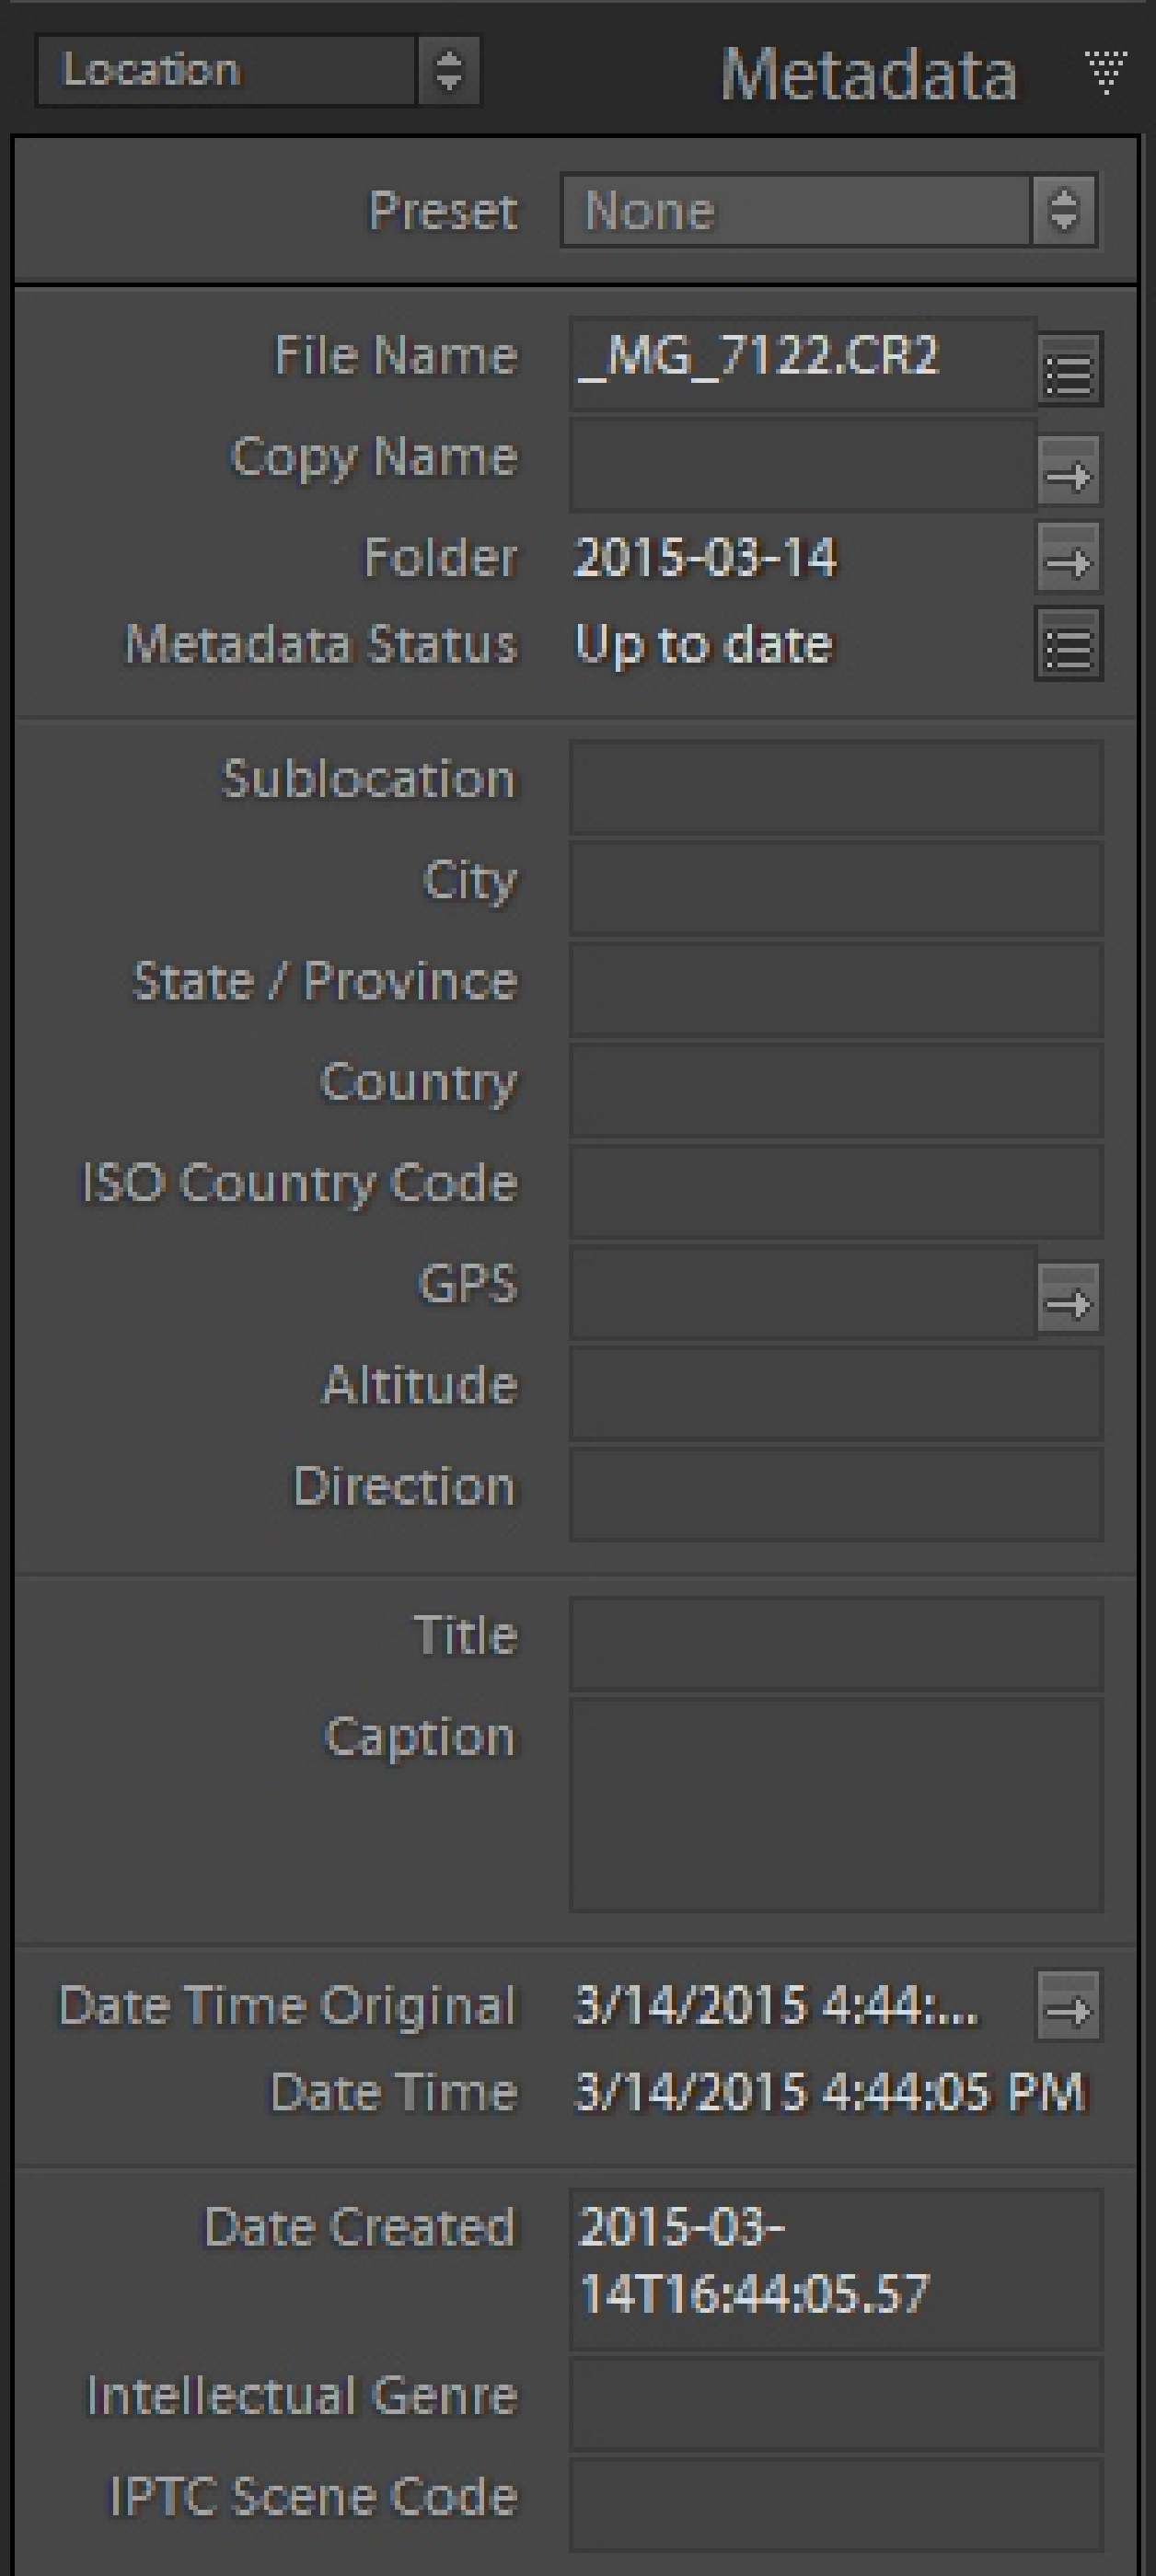 Location Metadata
Preset None
File Name _MG_7122.CR2
Copy Name
Folder 2015-03-14
Metadata Status Up to date
Sublocation
City
State / Province
Country
ISO Country Code
GPS
Altitude
Direction
Title
Caption
Date Time Original 3/14/2015 4:44:...
Date Time 3/14/2015 4:44:05 PM
Date Created 2015-03-
14T16:44:05.57
Intellectual Genre
IPTC Scene Code